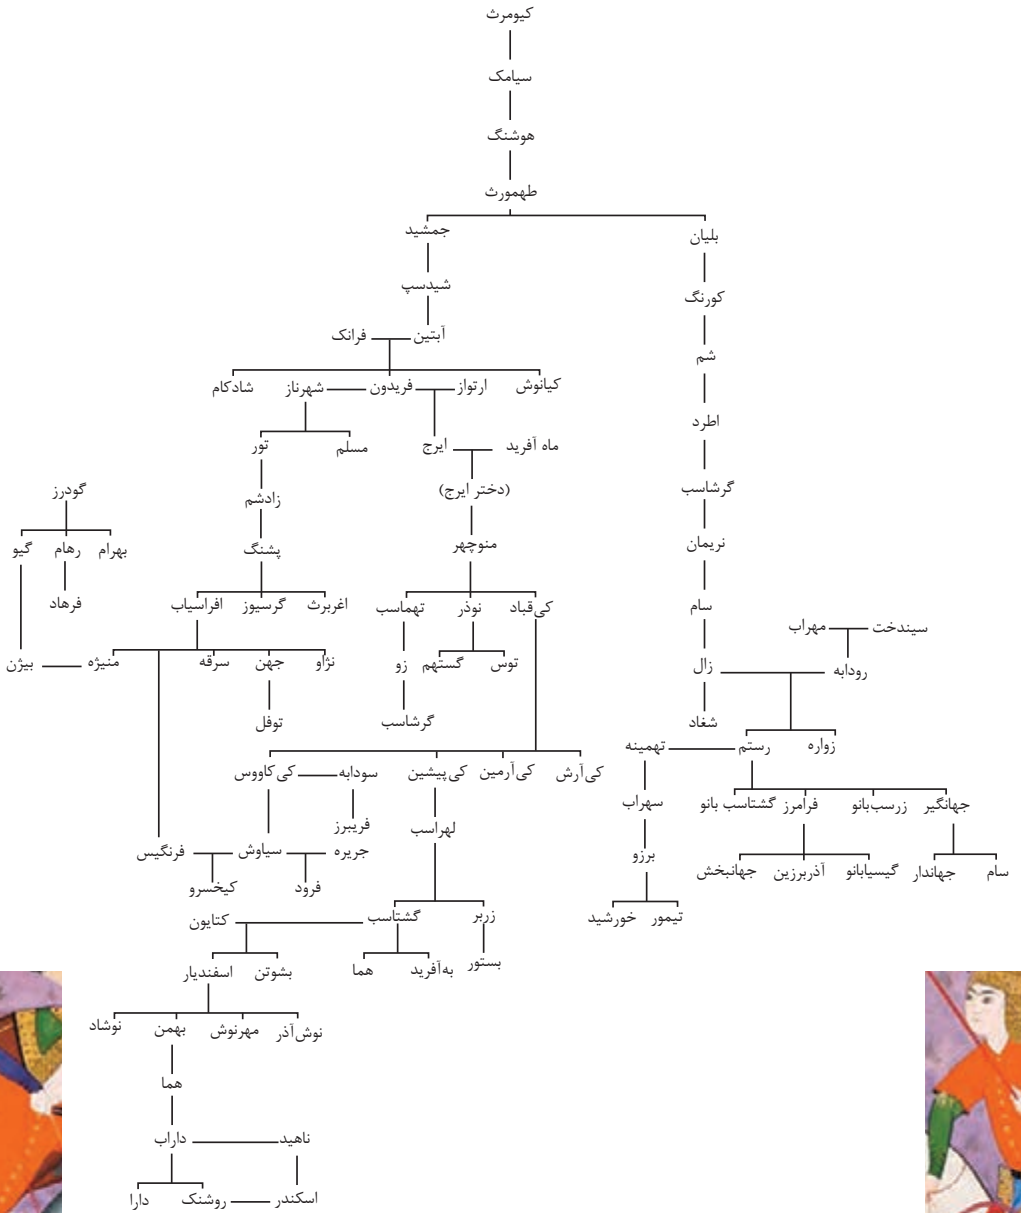 کیومرث
سیامک
هوشنگ
طهمورث
بلیان
جمشید
کورنگ
شیدسپ
شم
آبتین
فرانک
اطرد
کیانوش
ارتواز
فریدون
شهرناز
شادکام
گرشاسب
ماه آفرید
ایرج
مسلم
تور
نریمان
(دختر ایرج)
زادشم
گودرز
سام
منوچهر
پشنگ
بهرام
رهام
گیو
سیندخت
مهراب
کی‌قباد
نوذر
تهماسب
اغربرث
گرسیوز
افراسیاب
فرهاد
رودابه
زال
توس
گستهم
زو
نژاو
جهن
سرقه
منیژه
بیژن
شغاد
گرشاسب
توفل
زواره
رستم
تهمینه
کی‌آرش
کی‌آرمین
کی‌پیشین
سودابه
کی‌کاووس
جهانگیر
زرسب‌بانو
فرامرز
گشتاسب بانو
سهراب
لهراسب
فریبرز
برزو
جریره
سیاوش
فرنگیس
سام
جهاندار
گیسیابانو
آذربرزین
جهانبخش
فرود
کیخسرو
تیمور
خورشید
زریر
گشتاسب
کتایون
بستور
به‌آفرید
هما
بشوتن
اسفندیار
نوش‌آذر
مهرنوش
بهمن
نوشاد
هما
ناهید
داراب
اسکندر
روشنک
دارا